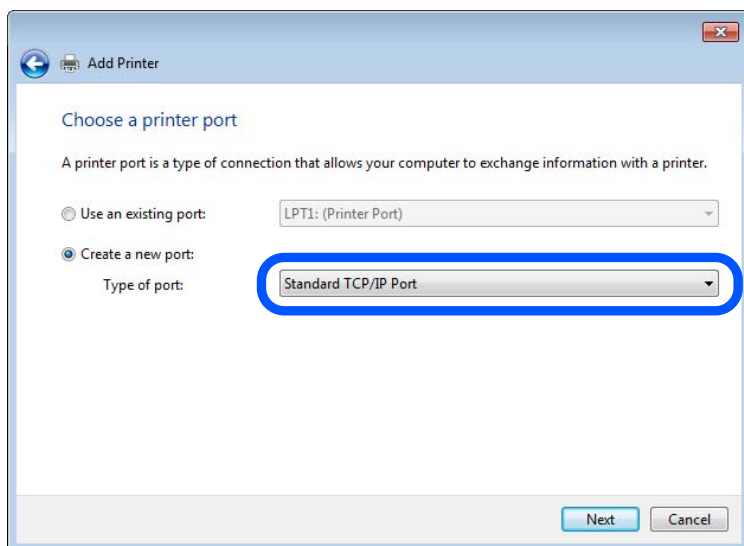 Add Printer
Choose a printer port
A printer port is a type of connection that allows your computer to exchange information with a printer.
Use an existing port: LPT1: (Printer Port)
Create a new port:
Type of port: Standard TCP/IP Port
Next Cancel